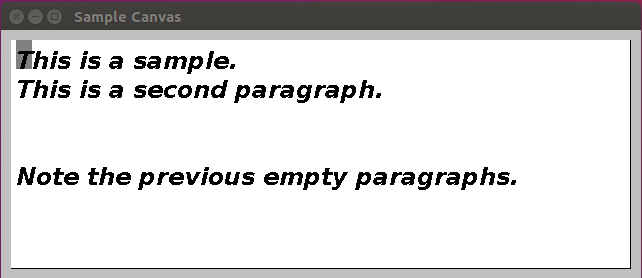 Sample Canvas
This is a sample.
This is a second paragraph.
Note the previous empty paragraphs.